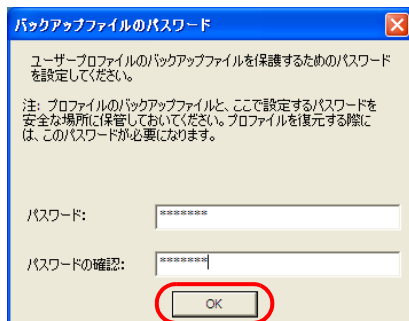 バックアップファイルのパスワード
ユーザープロファイルのバックアップファイルを保護するためのパスワード
を設定してください。
注: プロファイルのバックアップファイルと、ここで設定するパスワードを
安全な場所に保管しておいてください。プロファイルを復元する際に
は、このパスワードが必要になります。
パスワード: *******
パスワードの確認: *******
OK